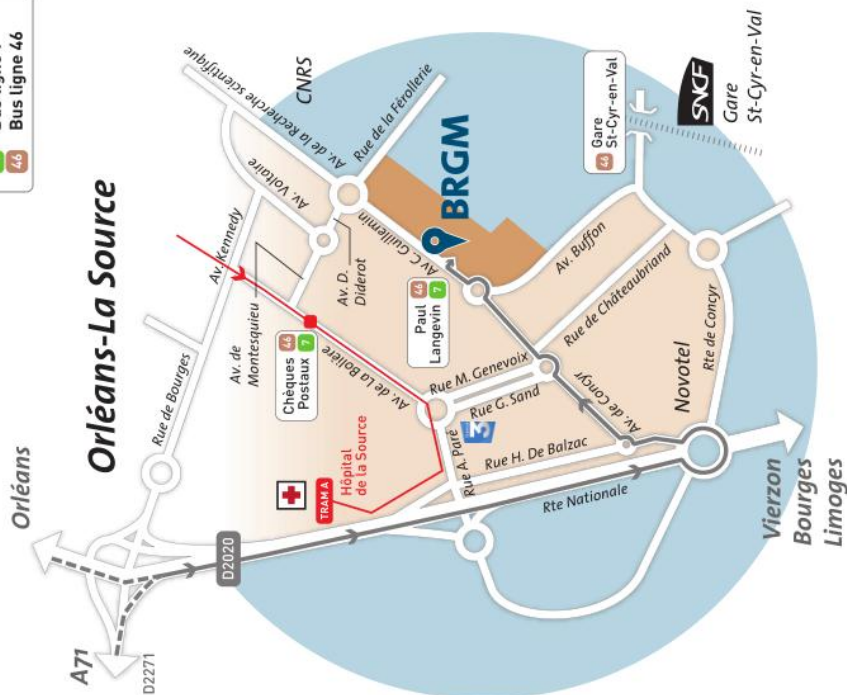 Bus ligne 46
46
Orléans-La Source
Orléans
A71
D2271
D2020
Rue de Bourges
Av. Kennedy
Av. Voltaire
Av. de la Recherche scientifique
CNRS
Rue de la Férollerie
Av. de
Montesquieu
Av. D.
Diderot
Av. C. Guillemin
BRGM
Chèques 46
Postaux 7
Av. de La Bolière
Paul 46
Langevin 7
TRAM A
Hôpital
de la Source
Rue A. Paré
3
Rue M. Genevoix
Rue G. Sand
Rue H. De Balzac
Rte Nationale
Av. de Concyr
Rue de Châteaubriand
Av. Buffon
46 Gare
St-Cyr-en-Val
SNCF
Gare
St-Cyr-en-Val
Novotel
Rte de Concyr
Vierzon
Bourges
Limoges